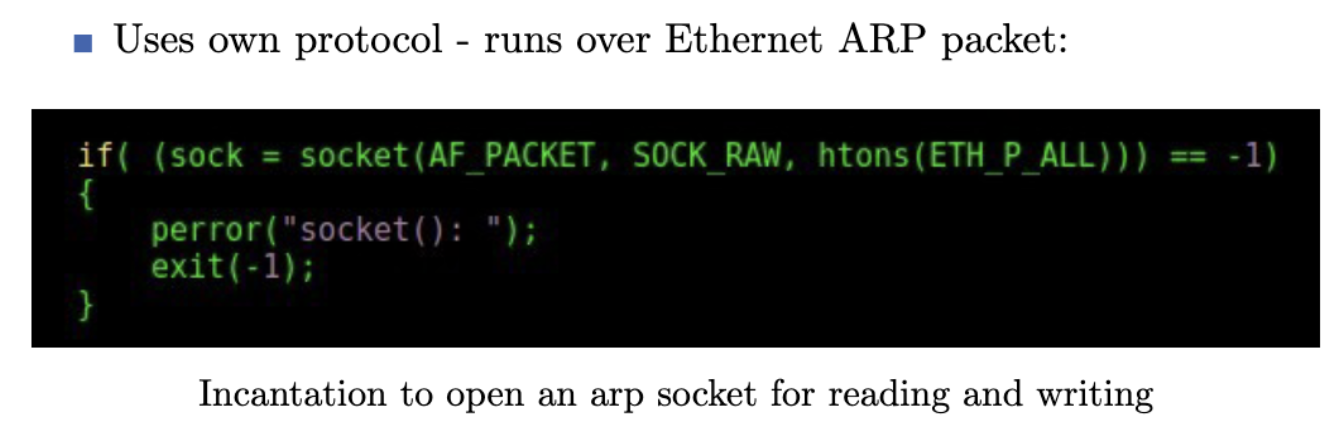 Uses own protocol - runs over Ethernet ARP packet:
if( (sock = socket(AF_PACKET, SOCK_RAW, htons(ETH_P_ALL))) == -1)
{
    perror("socket(): ");
    exit(-1);
}
Incantation to open an arp socket for reading and writing